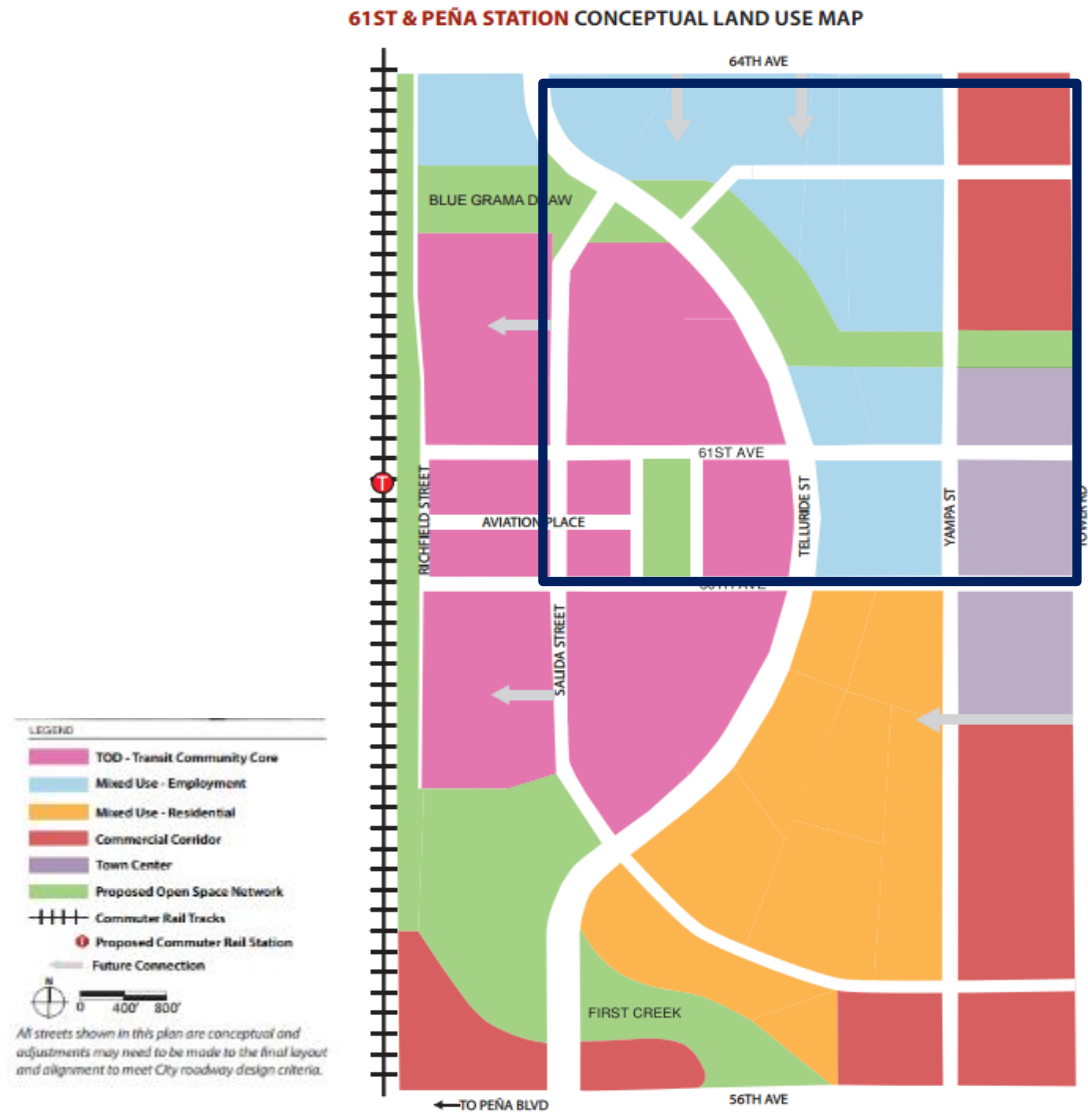 61ST & PEÑA STATION CONCEPTUAL LAND USE MAP
64TH AVE
BLUE GRAMA DRAW
61ST AVE
T
RICHFIELD STREET
AVIATION PLACE
TELLURIDE ST
YAMPA ST
TOWER RD
SALIDA STREET
LEGEND
TOD - Transit Community Core
Mixed Use - Employment
Mixed Use - Residential
Commercial Corridor
Town Center
Proposed Open Space Network
Commuter Rail Tracks
T Proposed Commuter Rail Station
Future Connection
N
0 400' 800'
All streets shown in this plan are conceptual and
adjustments may need to be made to the final layout
and alignment to meet City roadway design criteria.
FIRST CREEK
56TH AVE
TO PEÑA BLVD